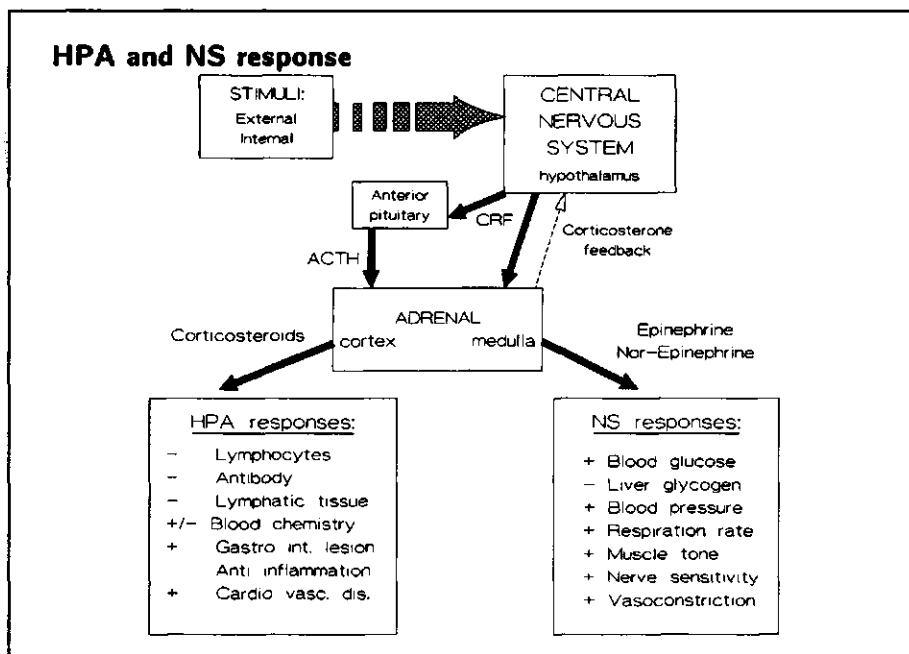 HPA and NS response
STIMULI:
External
Internal
CENTRAL
NERVOUS
SYSTEM
hypothalamus
Anterior
pituitary
CRF
Corticosterone
feedback
ACTH
ADRENAL
cortex medulla
Corticosteroids
Epinephrine
Nor-Epinephrine
HPA responses:
- Lymphocytes
- Antibody
- Lymphatic tissue
+/- Blood chemistry
+ Gastro int. lesion
Anti inflammation
+ Cardio vasc. dis.
NS responses:
+ Blood glucose
- Liver glycogen
+ Blood pressure
+ Respiration rate
+ Muscle tone
+ Nerve sensitivity
+ Vasoconstriction